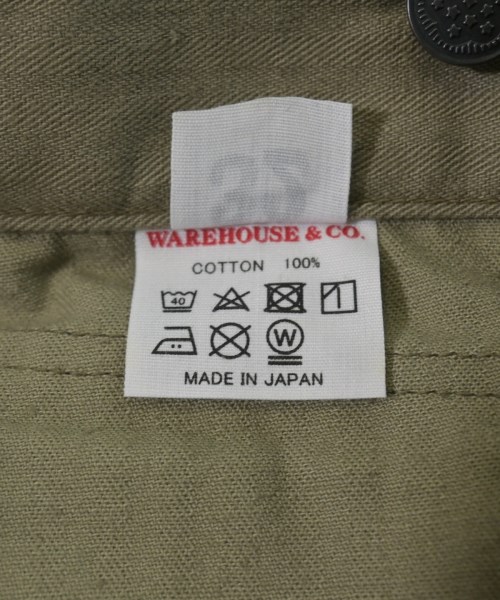 WAREHOUSE & CO.
COTTON 100%
40
W
MADE IN JAPAN